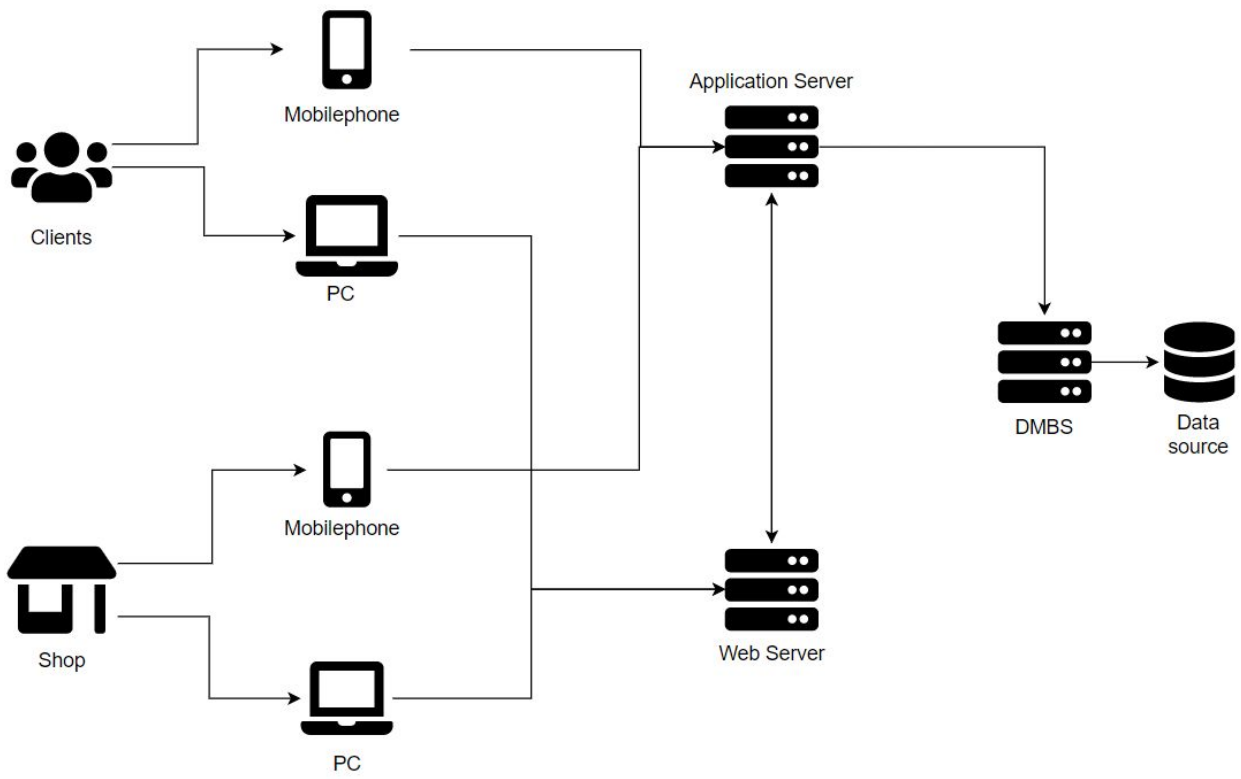 Mobilephone
Application Server
Clients
PC
DMBS
Data
source
Mobilephone
Web Server
Shop
PC